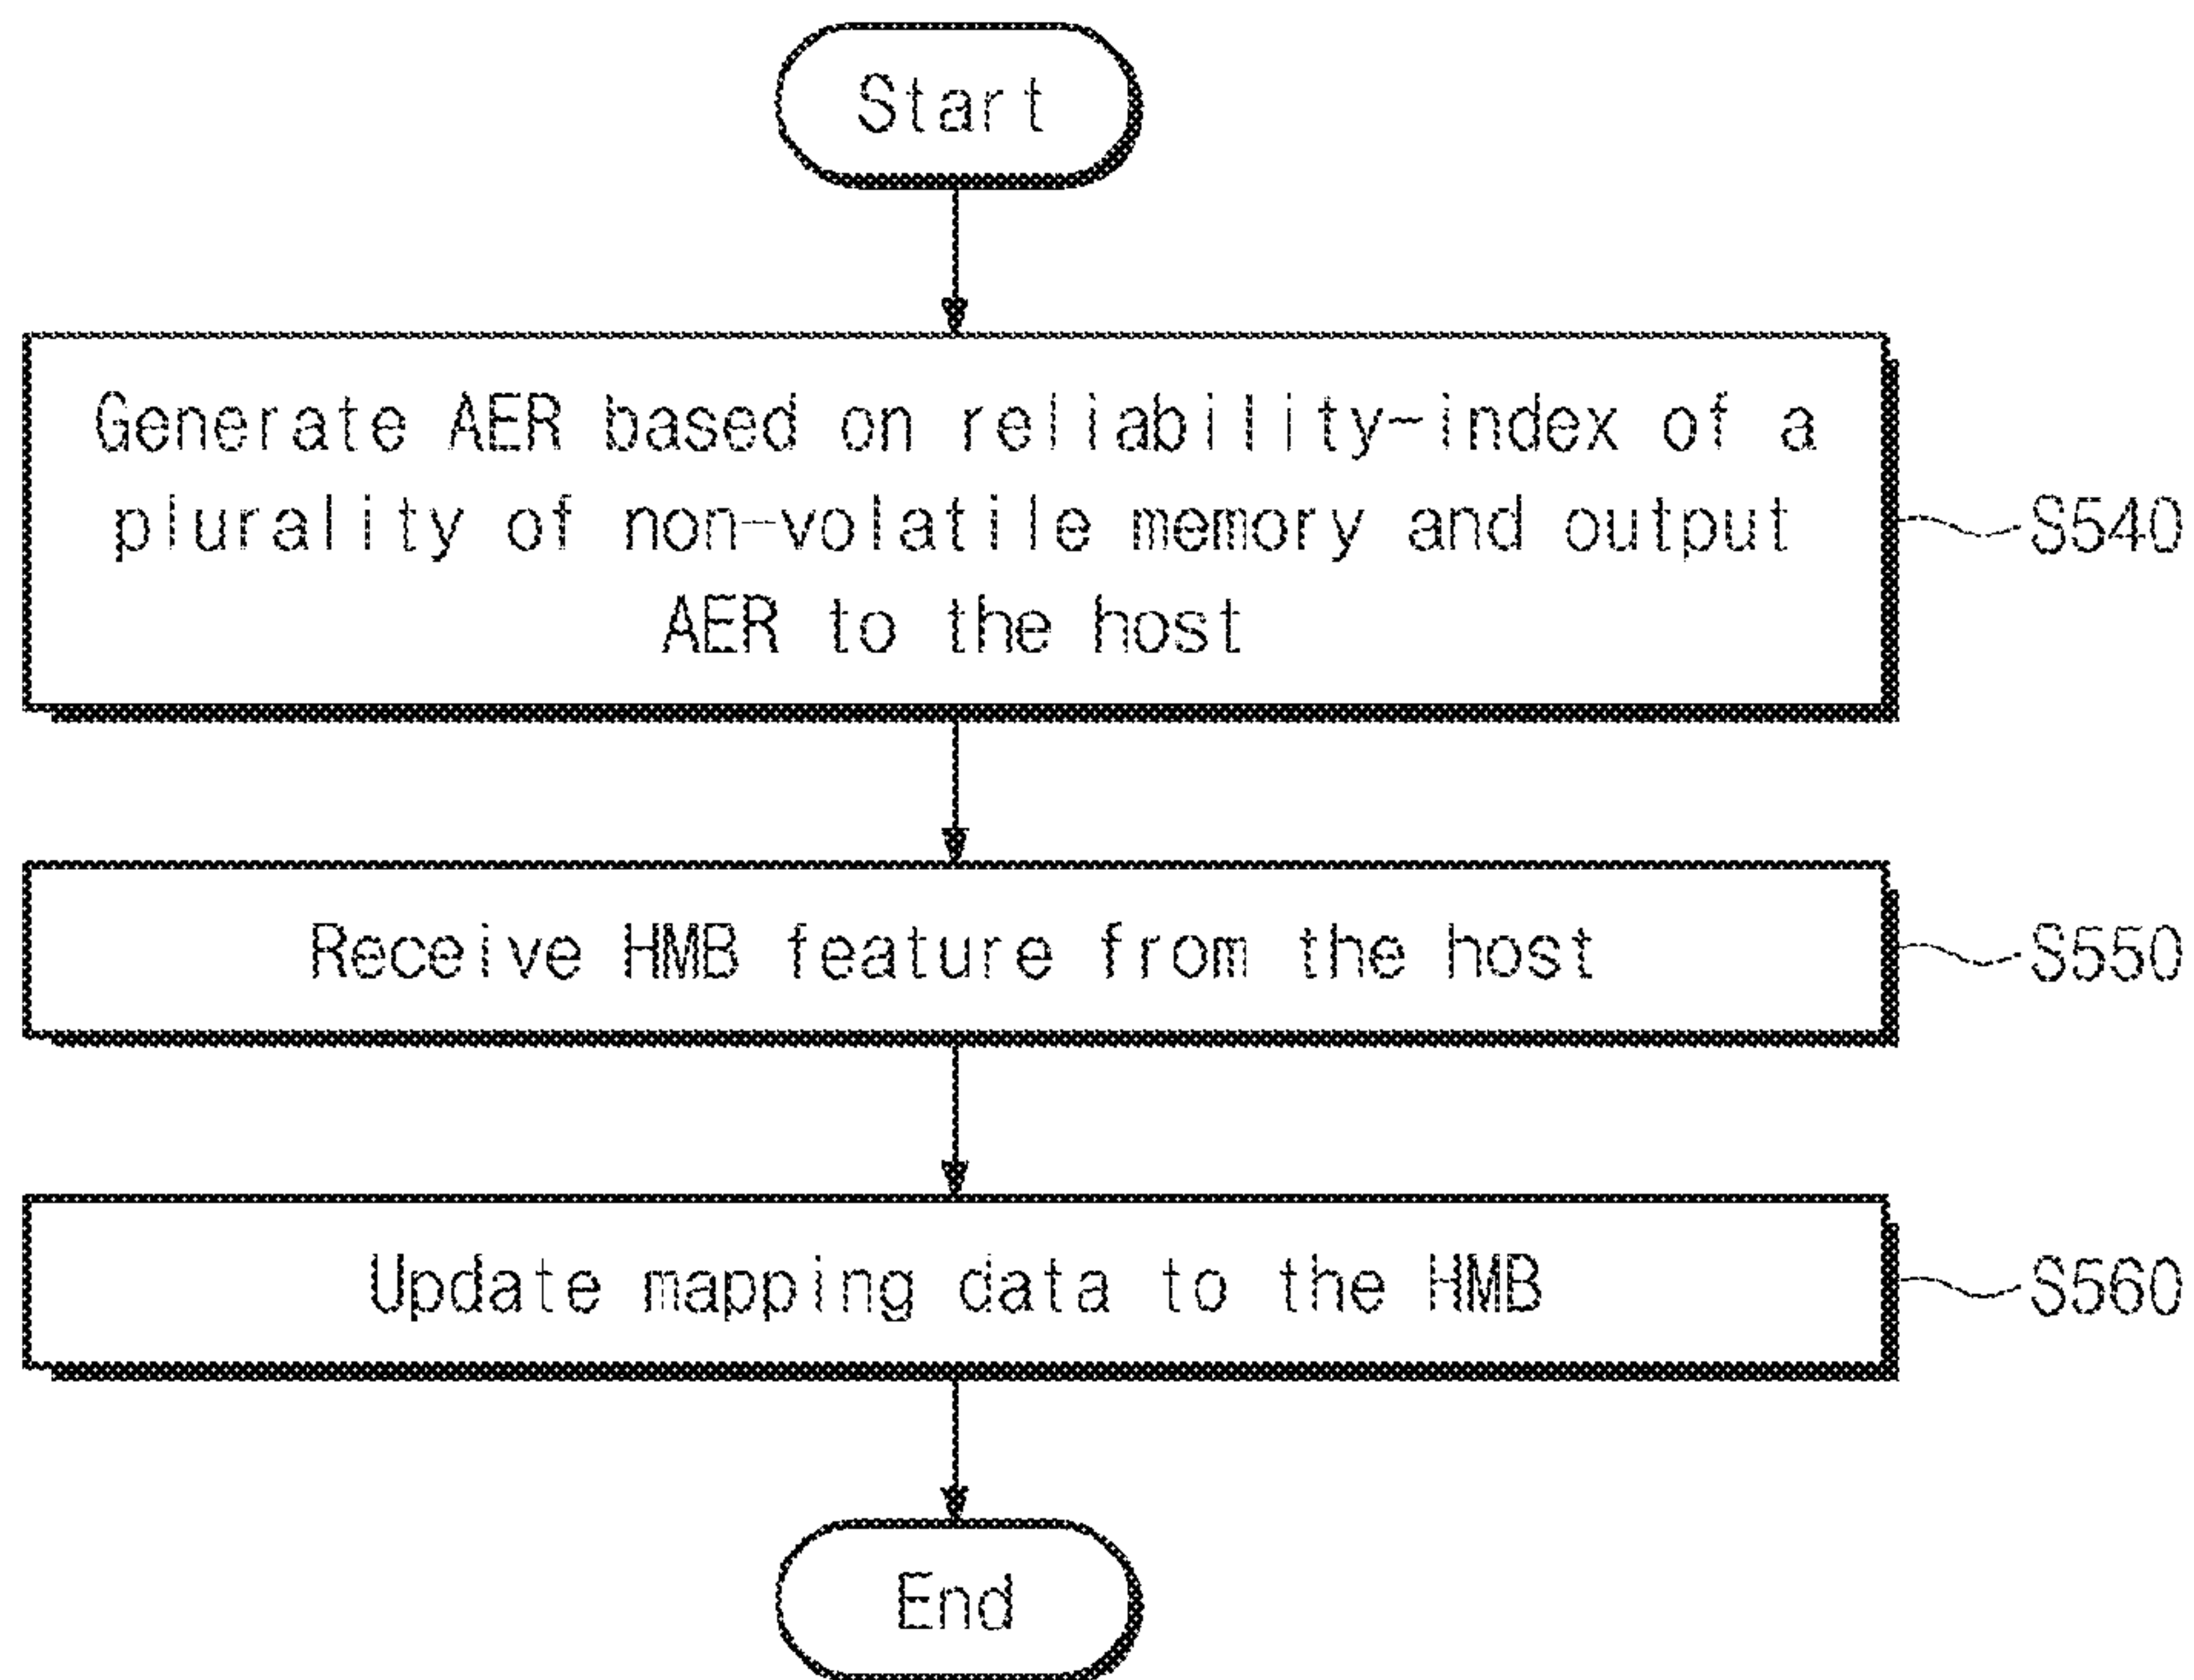 Start
Generate AER based on reliability-index of a
plurality of non-volatile memory and output
AER to the host
S540
Receive HMB feature from the host
S550
Update mapping data to the HMB
S560
End